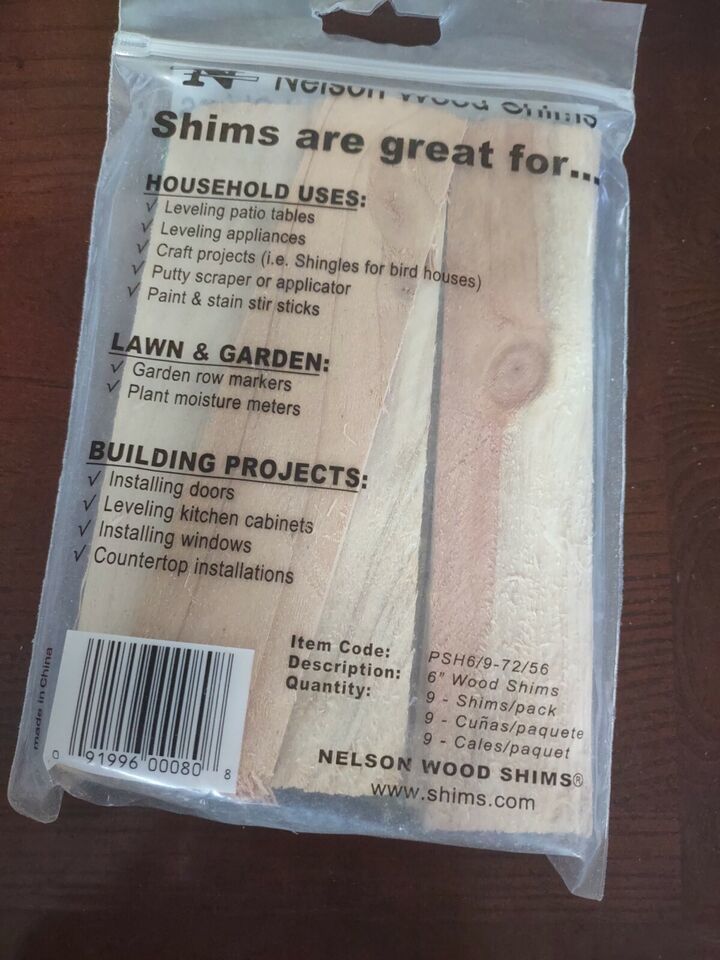 Nelson Wood Shims
Shims are great for...
HOUSEHOLD USES:
√ Leveling patio tables
√ Leveling appliances
√ Craft projects (i.e. Shingles for bird houses)
√ Putty scraper or applicator
√ Paint & stain stir sticks
LAWN & GARDEN:
√ Garden row markers
√ Plant moisture meters
BUILDING PROJECTS:
√ Installing doors
√ Leveling kitchen cabinets
√ Installing windows
√ Countertop installations
Item Code: PSH6/9-72/56
Description: 6" Wood Shims
Quantity: 9 - Shims/pack
9 - Cuñas/paquete
9 - Cales/paquet
NELSON WOOD SHIMS®
www.shims.com
made in China
0 91996 00080 8